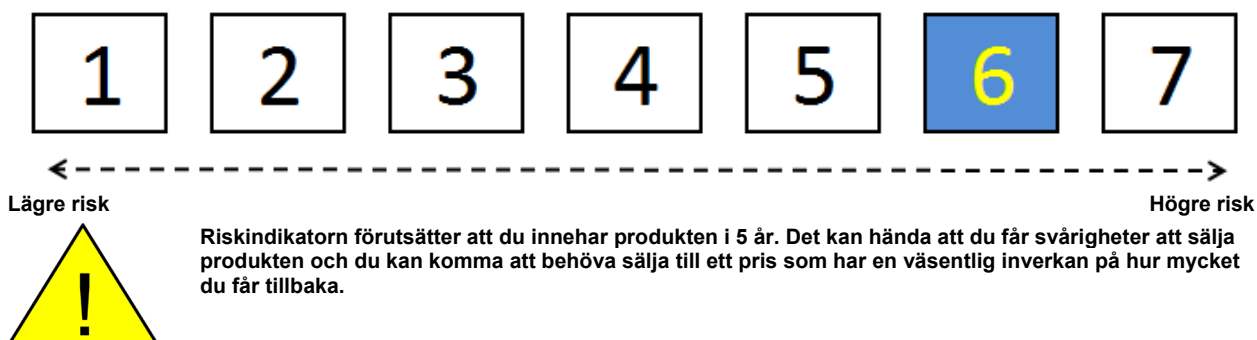 1 2 3 4 5 6 7
Lägre risk Högre risk
Riskindikatorn förutsätter att du innehar produkten i 5 år. Det kan hända att du får svårigheter att sälja
produkten och du kan komma att behöva sälja till ett pris som har en väsentlig inverkan på hur mycket
du får tillbaka.
!